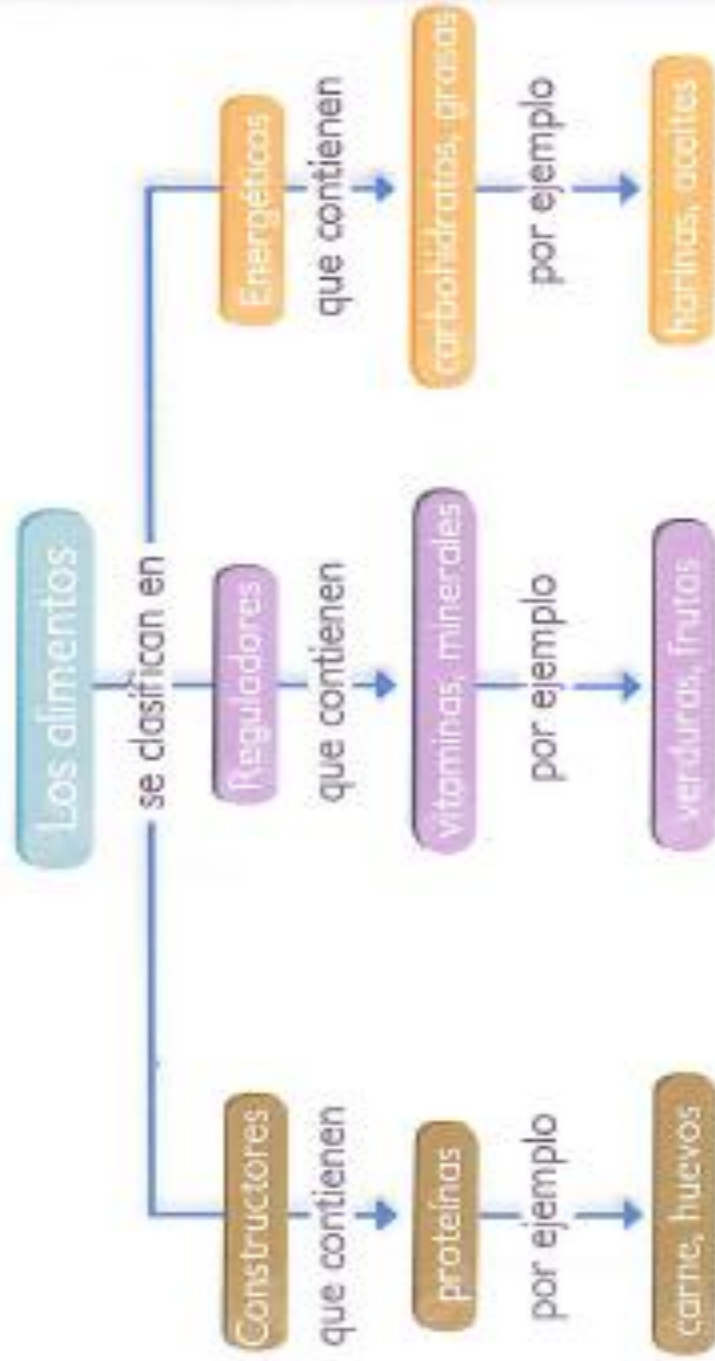 Los alimentos
se clasifican en
Constructores
Reguladores
Energéticos
que contienen
que contienen
que contienen
proteínas
vitaminas, minerales
carbohidratos, grasas
por ejemplo
por ejemplo
por ejemplo
carne, huevos
verduras, frutas
harinas, aceites